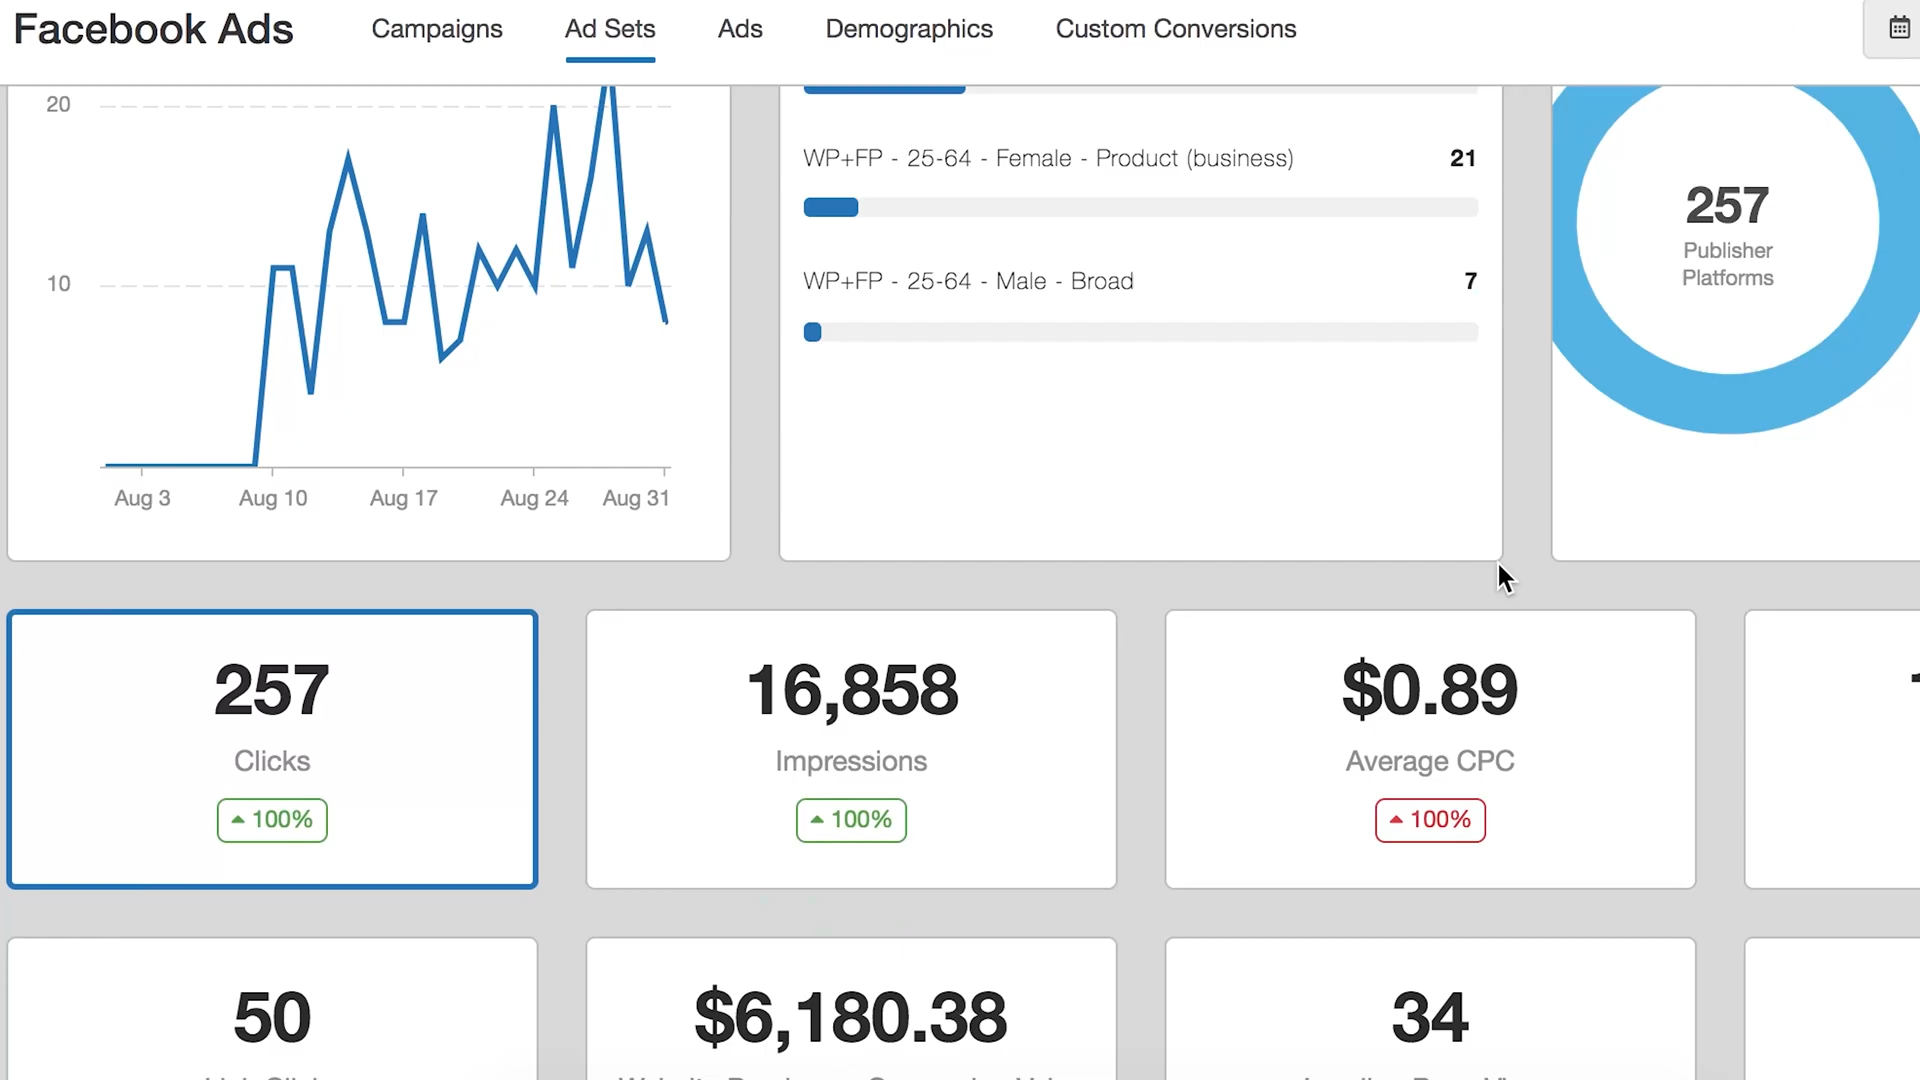 Facebook Ads
Campaigns
Ad Sets
Ads
Demographics
Custom Conversions
20
10
Aug 3
Aug 10
Aug 17
Aug 24
Aug 31
WP+FP - 25-64 - Female - Product (business)
21
WP+FP - 25-64 - Male - Broad
7
257
Publisher
Platforms
257
Clicks
100%
16,858
Impressions
100%
$0.89
Average CPC
100%
50
$6,180.38
34